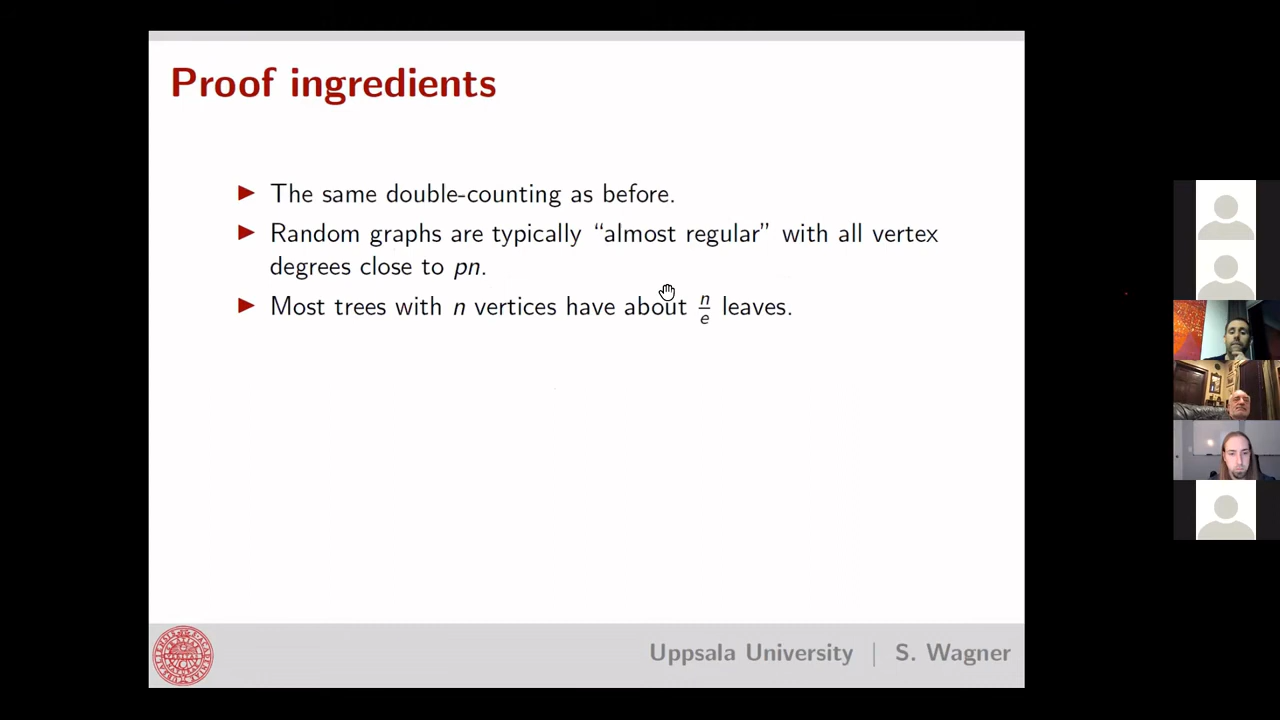 Proof ingredients
The same double-counting as before.
Random graphs are typically “almost regular” with all vertex
degrees close to pn.
Most trees with n vertices have about n/e leaves.
Uppsala University | S. Wagner